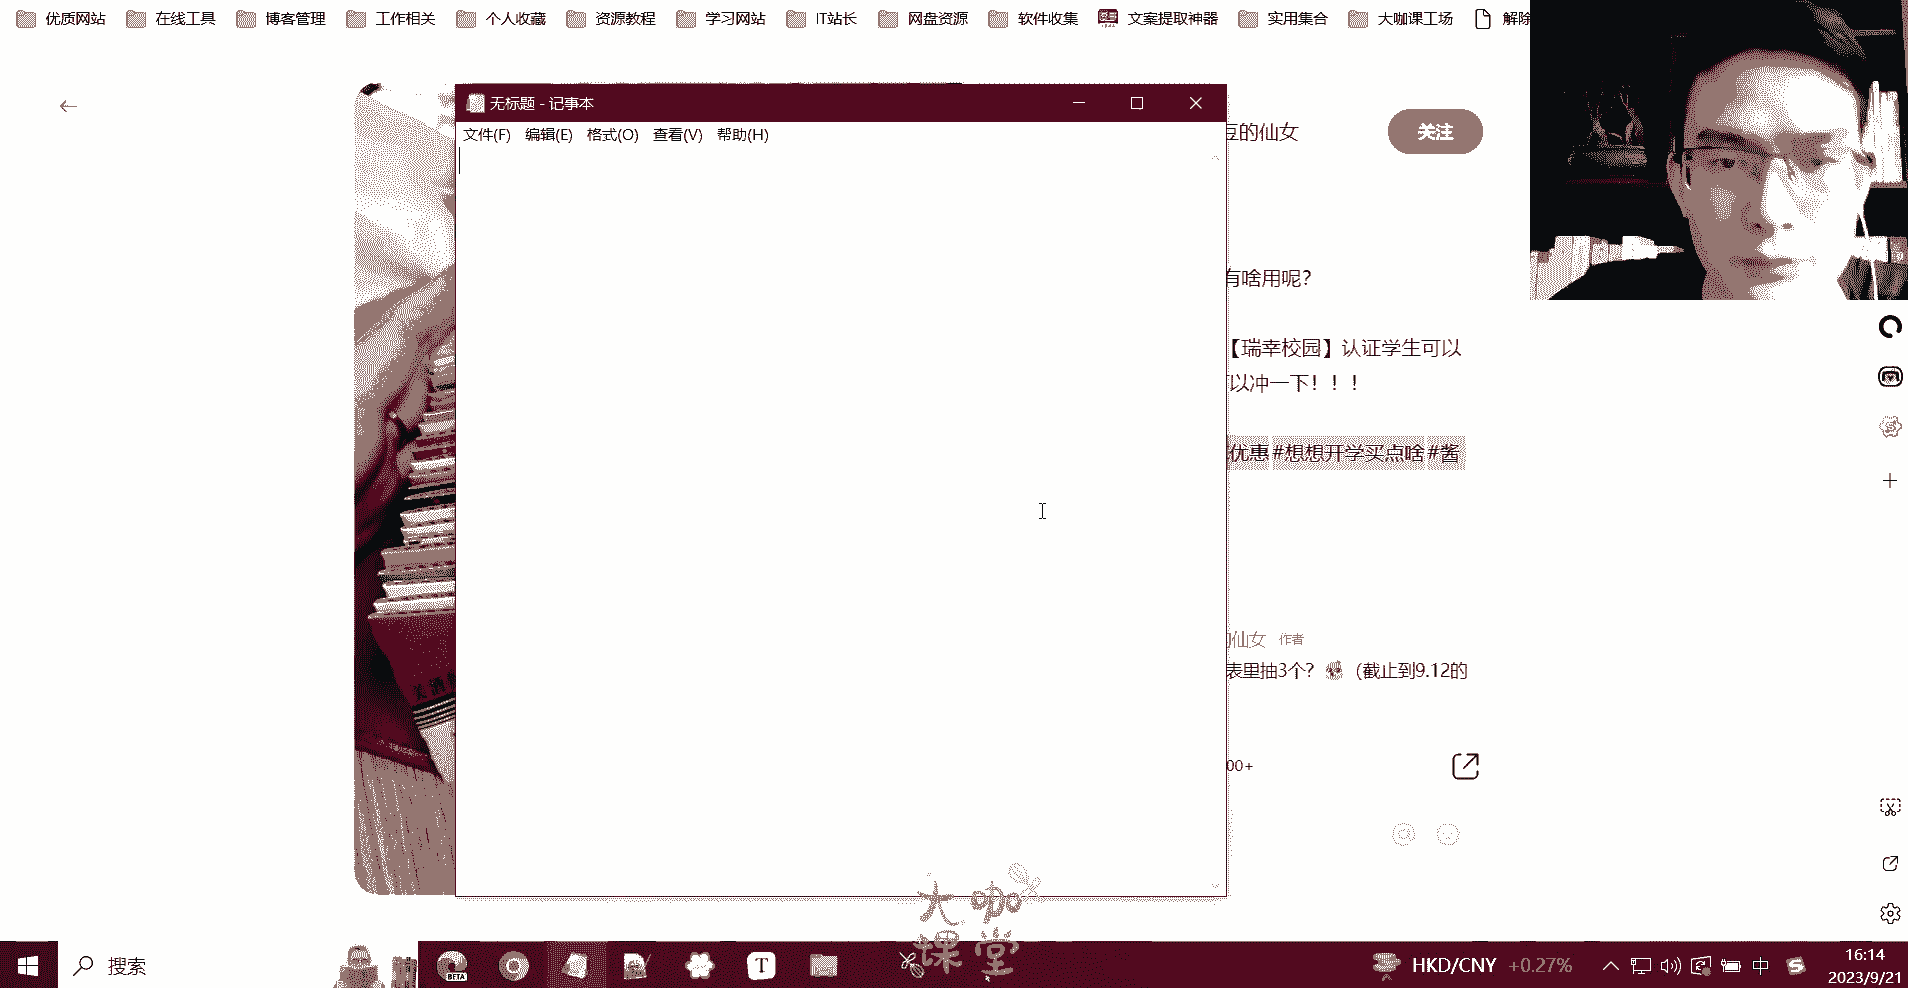 优质网站 在线工具 博客管理 工作相关 个人收藏 资源教程 学习网站 IT站长 网盘资源 软件收集 文案提取神器 实用集合 大咖课工场 解除
无标题 - 记事本
文件(F) 编辑(E) 格式(O) 查看(V) 帮助(H)
的仙女 关注
有啥用呢？
【瑞幸校园】认证学生可以
以冲一下！！！
优惠 #想想开学买点啥 #酱
仙女 作者
表里抽3个？ （截止到9.12的
00+
大咖
课堂
搜索
BETA
T
HKD/CNY +0.27%
中
16:14
2023/9/21